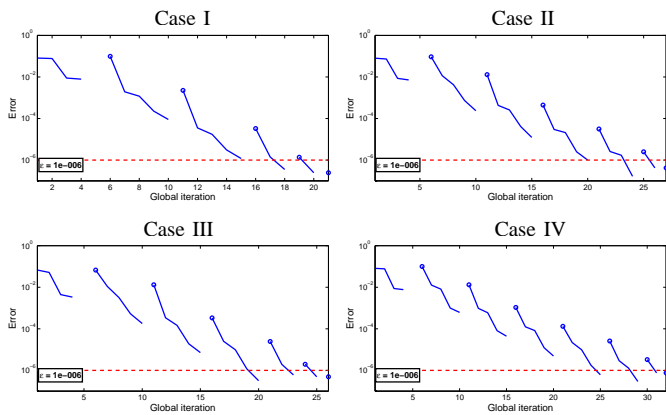 Case I
Case II
10^0
10^-2
10^-4
10^-6
Error
ε = 1e−006
2 4 6 8 10 12 14 16 18 20
Global iteration
10^0
10^-2
10^-4
10^-6
Error
ε = 1e−006
5 10 15 20 25
Global iteration
Case III
Case IV
10^0
10^-2
10^-4
10^-6
Error
ε = 1e−006
5 10 15 20 25
Global iteration
10^0
10^-2
10^-4
10^-6
Error
ε = 1e−006
5 10 15 20 25 30
Global iteration